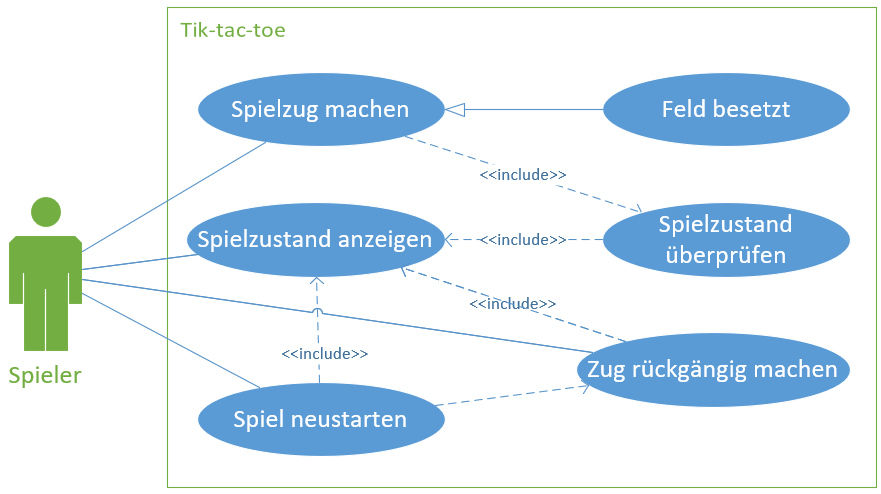 Tik-tac-toe
Spielzug machen
Feld besetzt
<<include>>
Spielzustand anzeigen
<<include>>
Spielzustand
überprüfen
<<include>>
<<include>>
Zug rückgängig machen
Spieler
Spiel neustarten